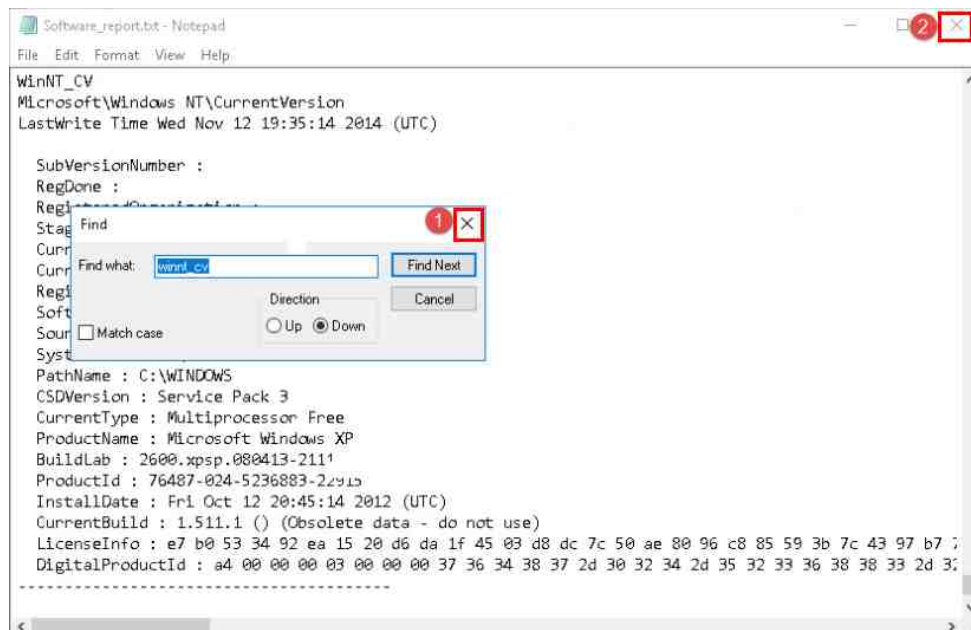 Software_report.txt - Notepad
2
File Edit Format View Help
WinNT_CV
Microsoft\Windows NT\CurrentVersion
LastWrite Time Wed Nov 12 19:35:14 2014 (UTC)
SubVersionNumber :
RegDone :
Find
1
Find what:
winnt_cv
Find Next
Direction
Cancel
Match case
Up
Down
PathName : C:\WINDOWS
CSDVersion : Service Pack 3
CurrentType : Multiprocessor Free
ProductName : Microsoft Windows XP
BuildLab : 2600.xpsp.080413-2111
ProductId : 76487-024-5236883-22915
InstallDate : Fri Oct 12 20:45:14 2012 (UTC)
CurrentBuild : 1.511.1 () (Obsolete data - do not use)
LicenseInfo : e7 b0 53 34 92 ea 15 20 d6 da 1f 45 03 d8 dc 7c 50 ae 80 96 c8 85 59 3b 7c 43 97 b7
DigitalProductId : a4 00 00 00 03 00 00 00 37 36 34 38 37 2d 30 32 34 2d 35 32 33 36 38 38 33 2d
----------------------------------------